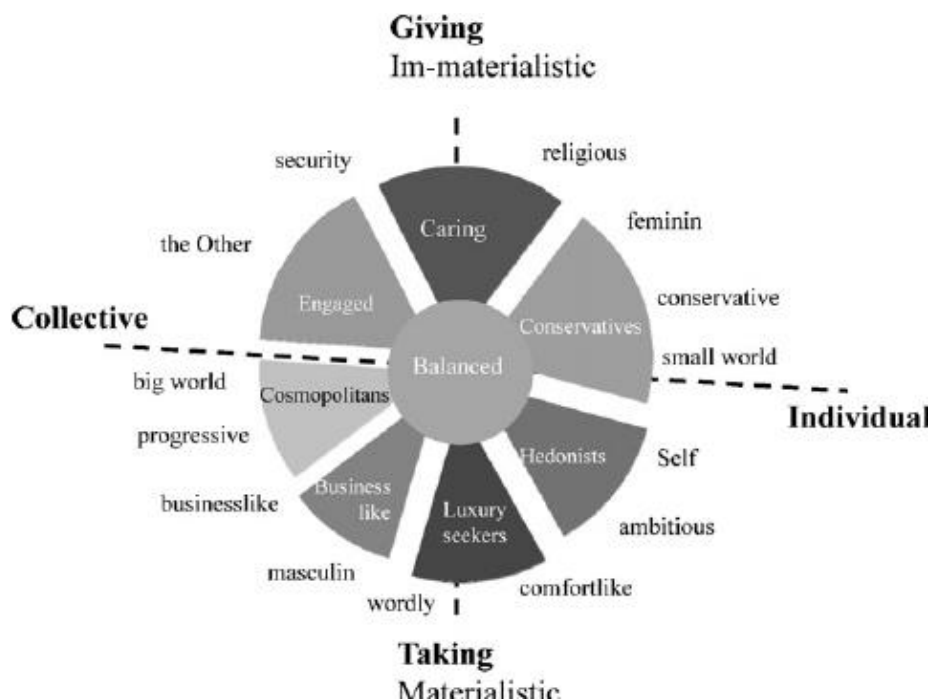 Giving
Im-materialistic
security
religious
Caring
feminin
the Other
Engaged
conservative
Conservatives
Collective
Balanced
small world
big world
Cosmopolitans
Individual
progressive
Hedonists
Self
businesslike
Business
like
Luxury
seekers
ambitious
masculin
wordly
comfortlike
Taking
Materialistic